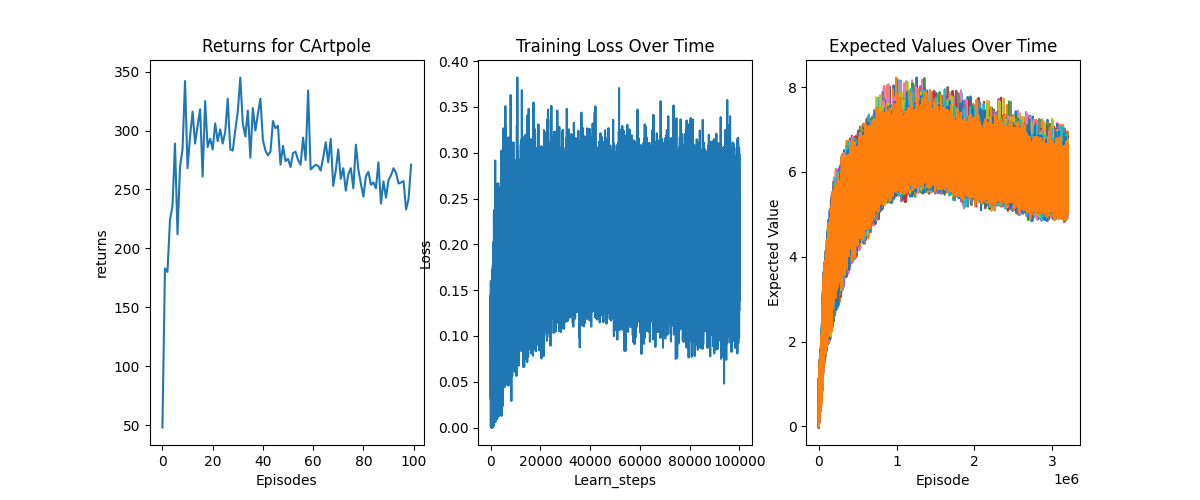 Returns for CArtpole
returns
350
300
250
200
150
100
50
0 20 40 60 80 100
Episodes
Training Loss Over Time
Loss
0.40
0.35
0.30
0.25
0.20
0.15
0.10
0.05
0.00
0 20000 40000 60000 80000 100000
Learn_steps
Expected Values Over Time
Expected Value
8
6
4
2
0
0 1 2 3
1e6
Episode